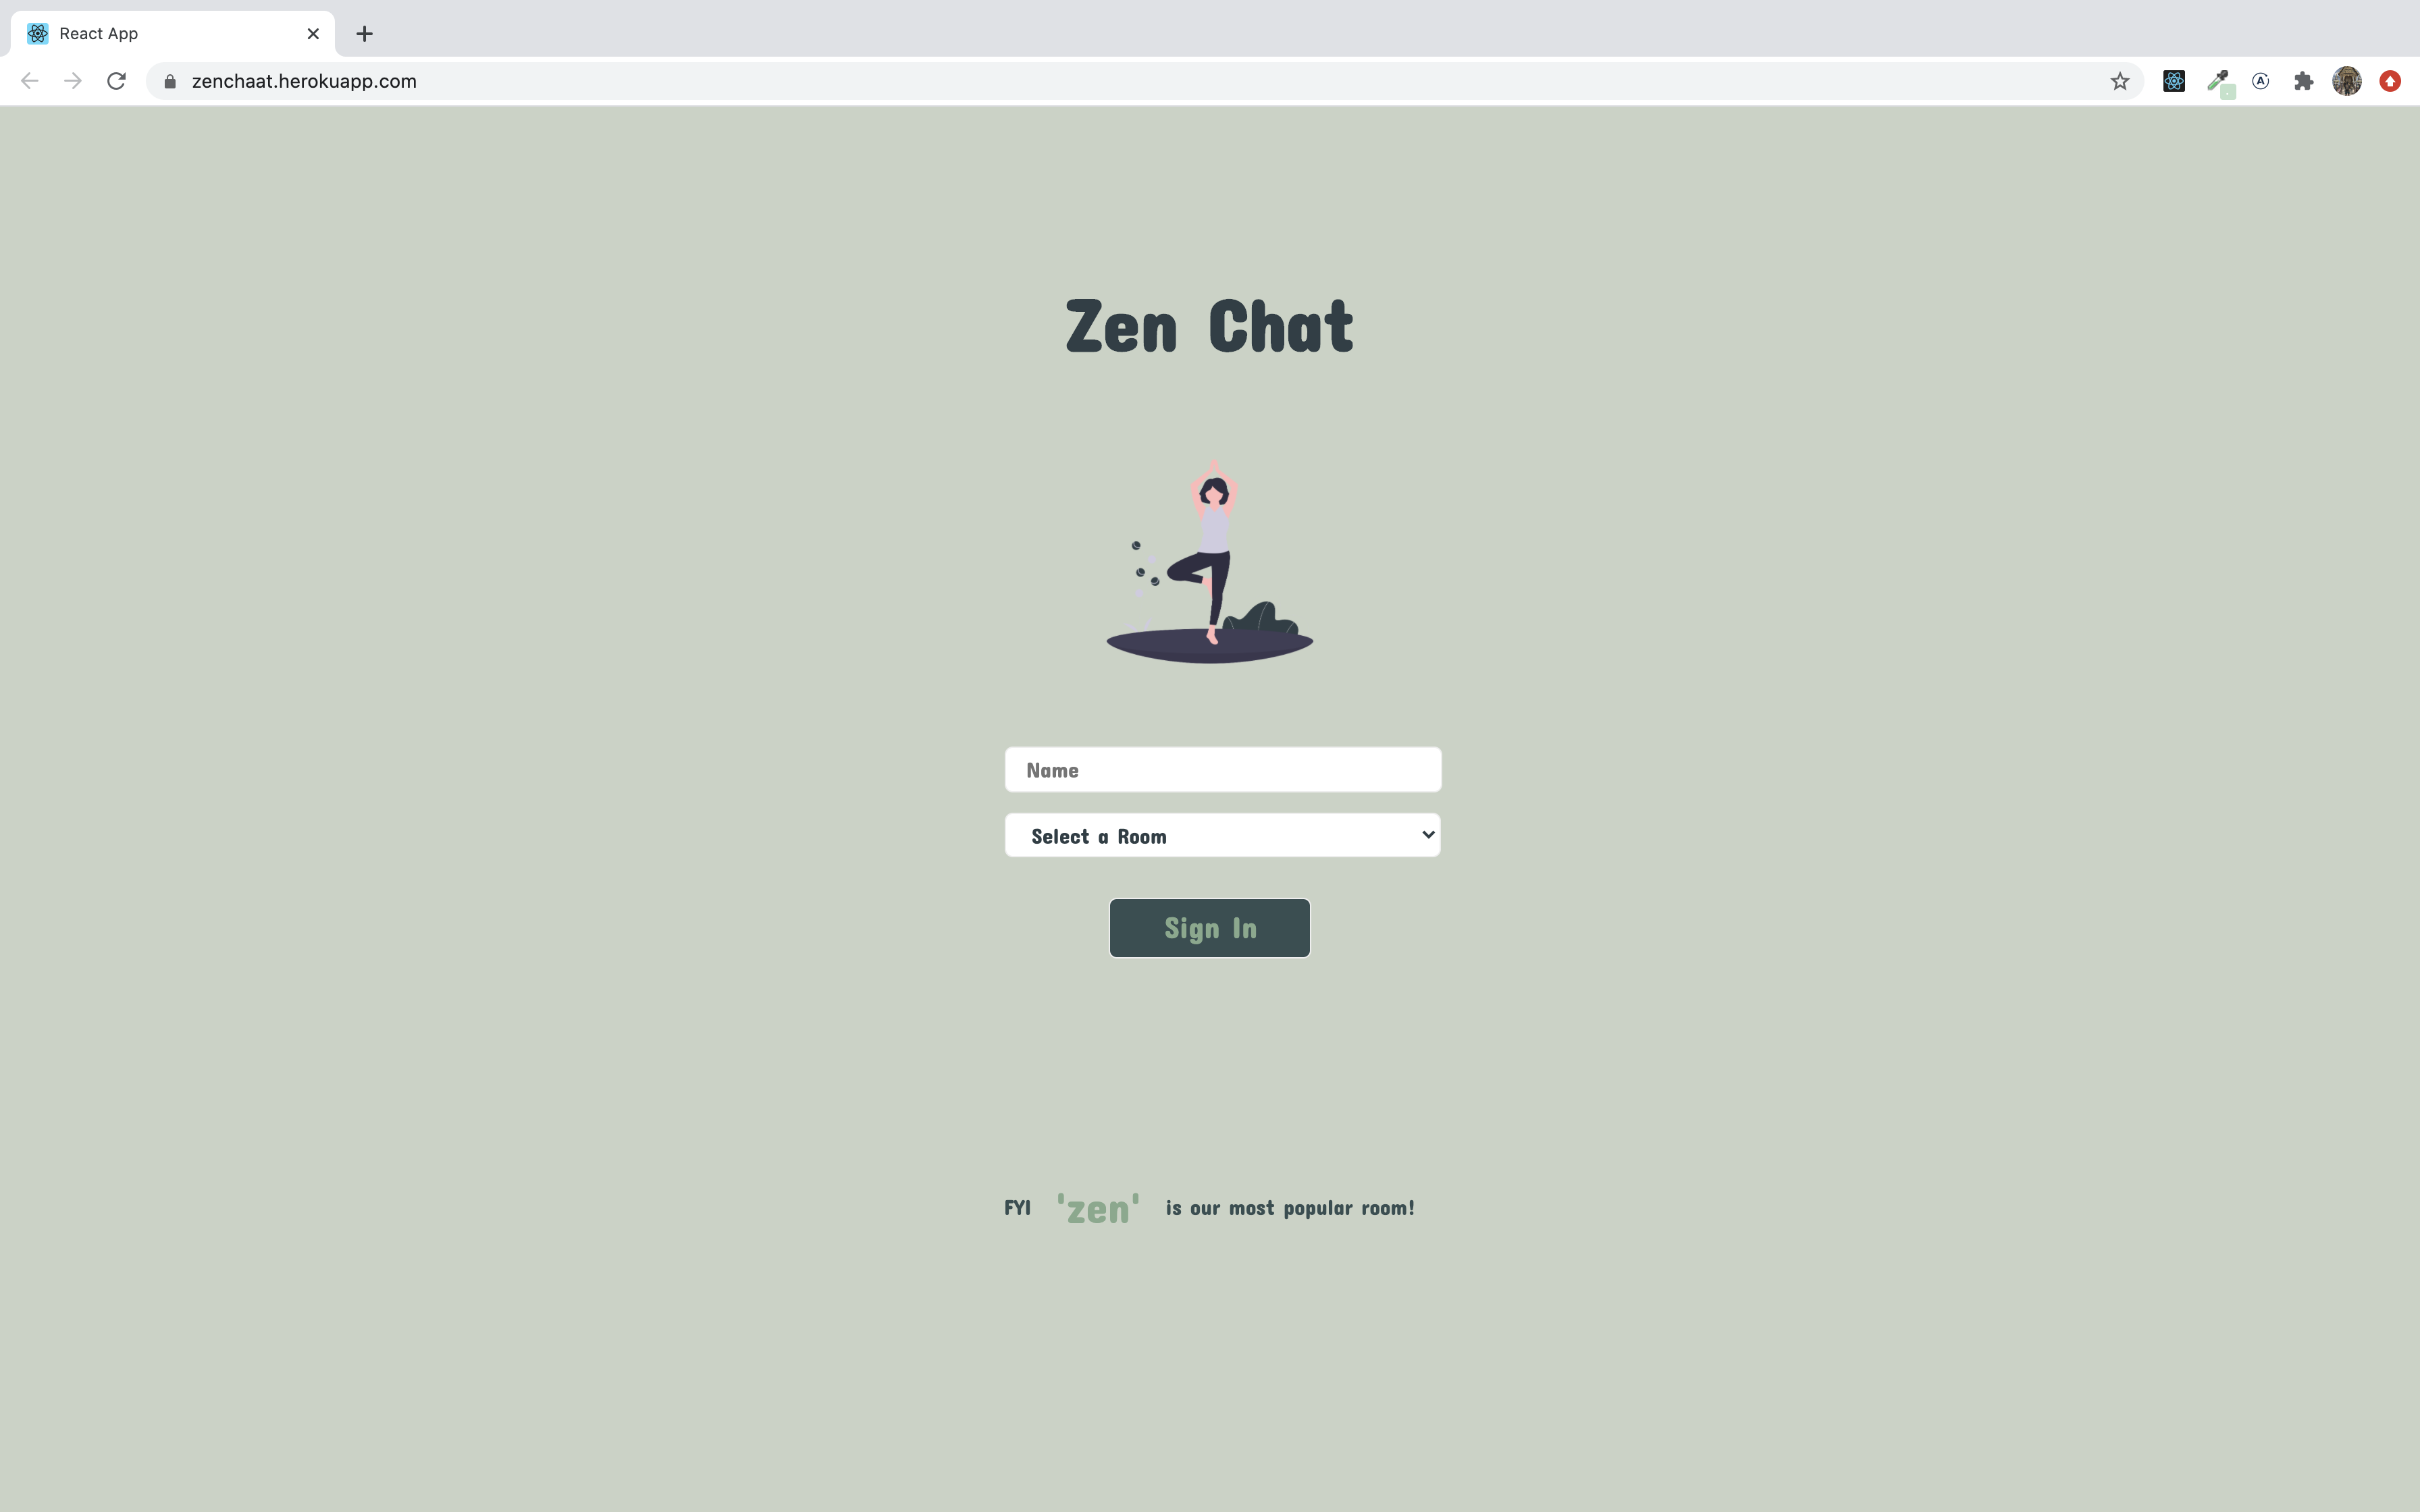 React App
zenchaat.herokuapp.com
Zen Chat
Name
Select a Room
Sign In
FYI 'zen' is our most popular room!